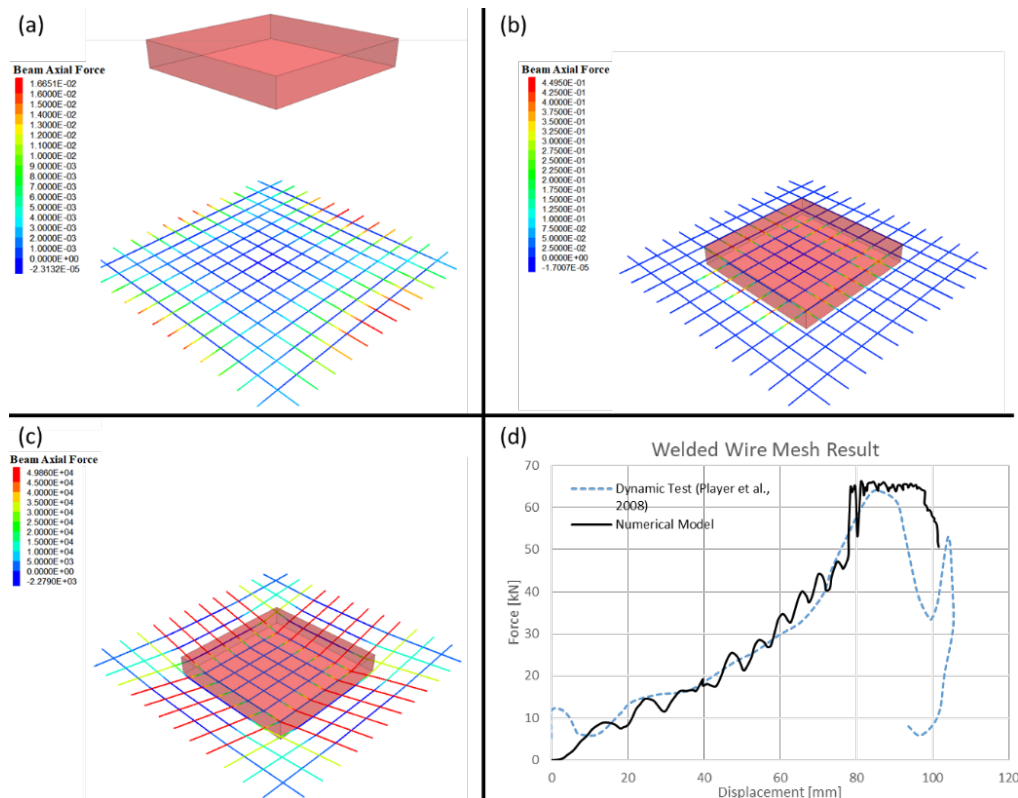 (a)
Beam Axial Force
1.6651E-02
1.6000E-02
1.5000E-02
1.4000E-02
1.3000E-02
1.2000E-02
1.1000E-02
1.0000E-02
9.0000E-03
8.0000E-03
7.0000E-03
6.0000E-03
5.0000E-03
4.0000E-03
3.0000E-03
2.0000E-03
1.0000E-03
0.0000E+00
-2.3132E-05
(b)
Beam Axial Force
4.4950E-01
4.2500E-01
4.0000E-01
3.7500E-01
3.5000E-01
3.2500E-01
3.0000E-01
2.7500E-01
2.5000E-01
2.2500E-01
2.0000E-01
1.7500E-01
1.5000E-01
1.2500E-01
1.0000E-01
7.5000E-02
5.0000E-02
2.5000E-02
0.0000E+00
-1.7007E-05
(c)
Beam Axial Force
4.9860E+04
4.5000E+04
4.0000E+04
3.5000E+04
3.0000E+04
2.5000E+04
2.0000E+04
1.5000E+04
1.0000E+04
5.0000E+03
0.0000E+00
-2.2790E+03
(d)
Welded Wire Mesh Result
Dynamic Test (Player et al.,
2008)
Numerical Model
Force [kN]
70
60
50
40
30
20
10
0
0 20 40 60 80 100 120
Displacement [mm]